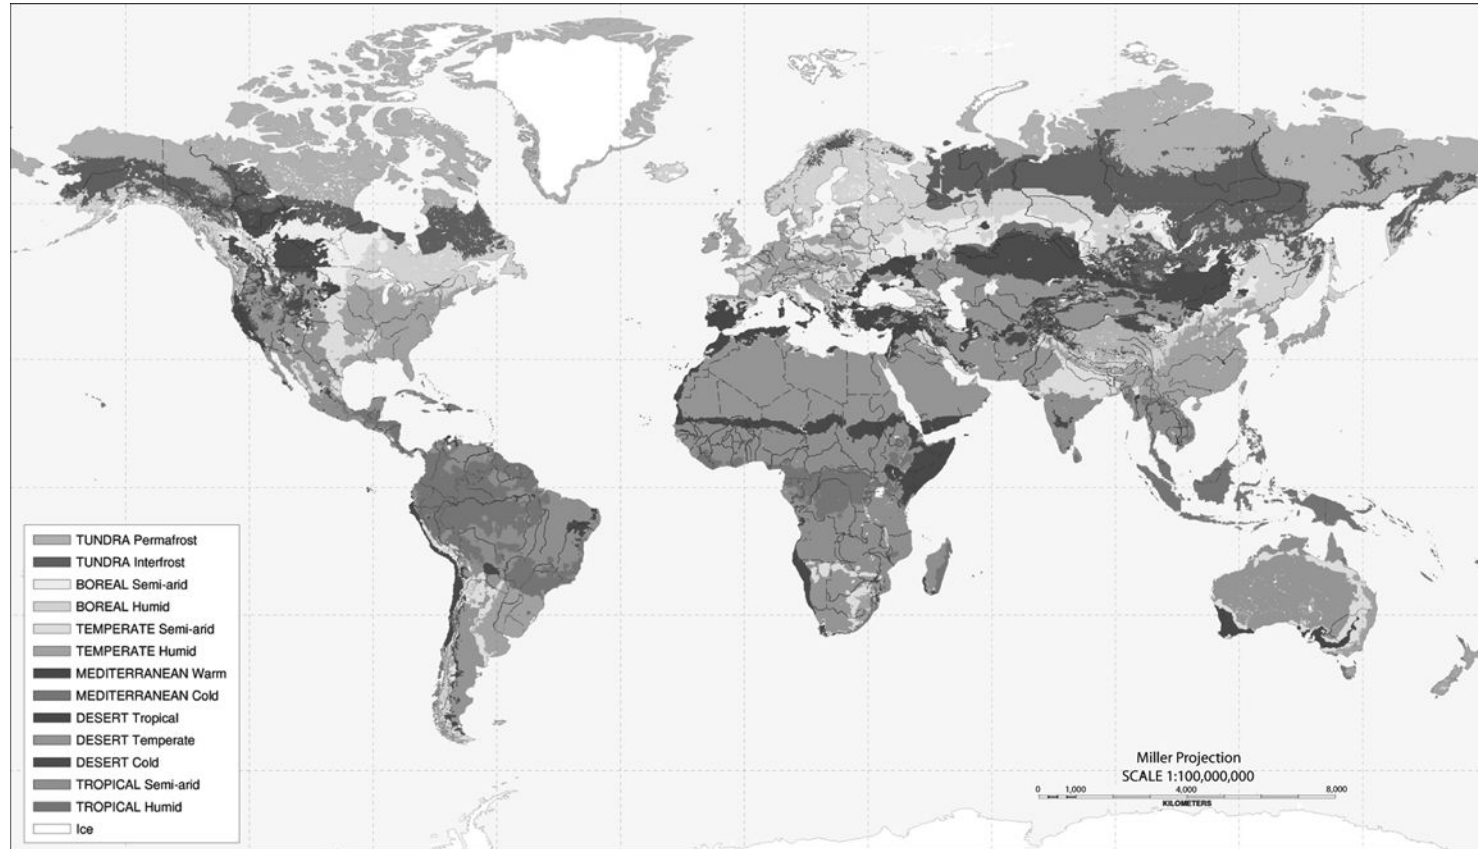 TUNDRA Permafrost
TUNDRA Interfrost
BOREAL Semi-arid
BOREAL Humid
TEMPERATE Semi-arid
TEMPERATE Humid
MEDITERRANEAN Warm
MEDITERRANEAN Cold
DESERT Tropical
DESERT Temperate
DESERT Cold
TROPICAL Semi-arid
TROPICAL Humid
Ice
Miller Projection
SCALE 1:100,000,000
0 1,000 4,000 8,000
KILOMETERS